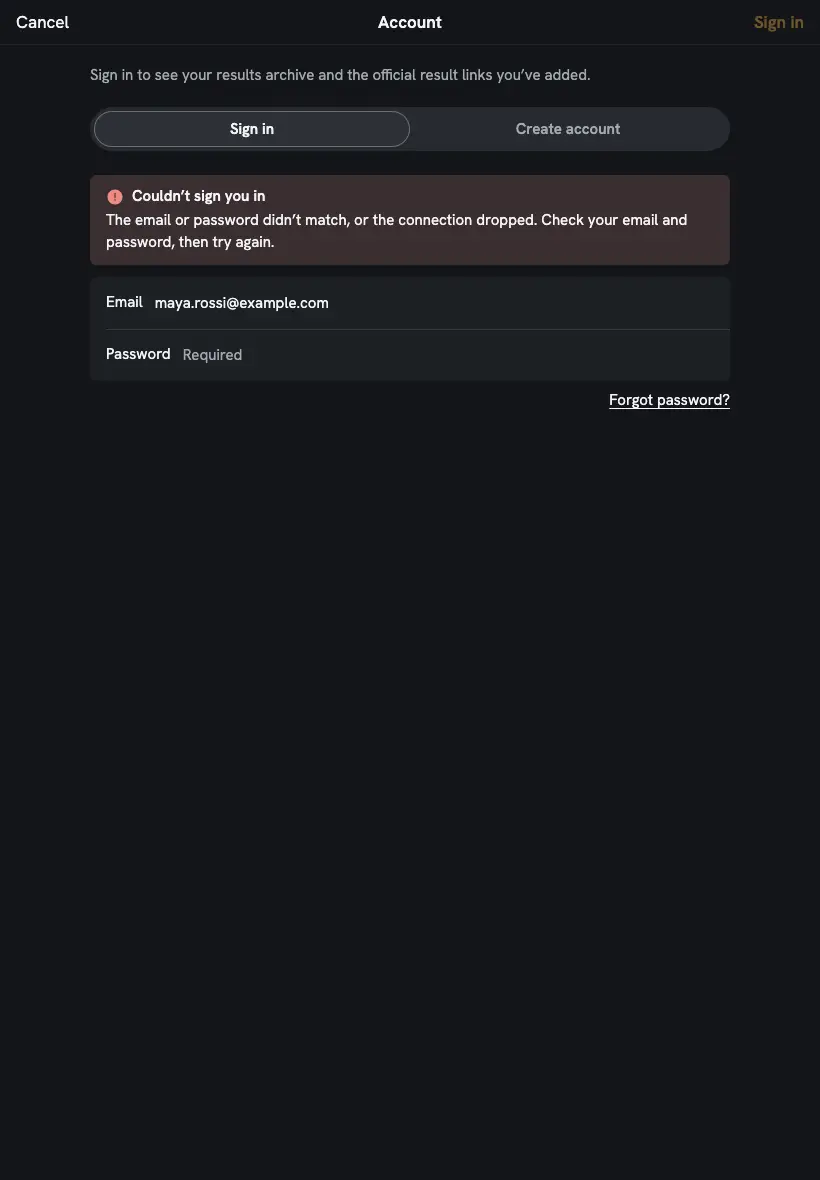 Cancel
Account
Sign in
Sign in to see your results archive and the official result links you’ve added.
Sign in
Create account
Couldn’t sign you in
The email or password didn’t match, or the connection dropped. Check your email and
password, then try again.
Email maya.rossi@example.com
Password Required
Forgot password?